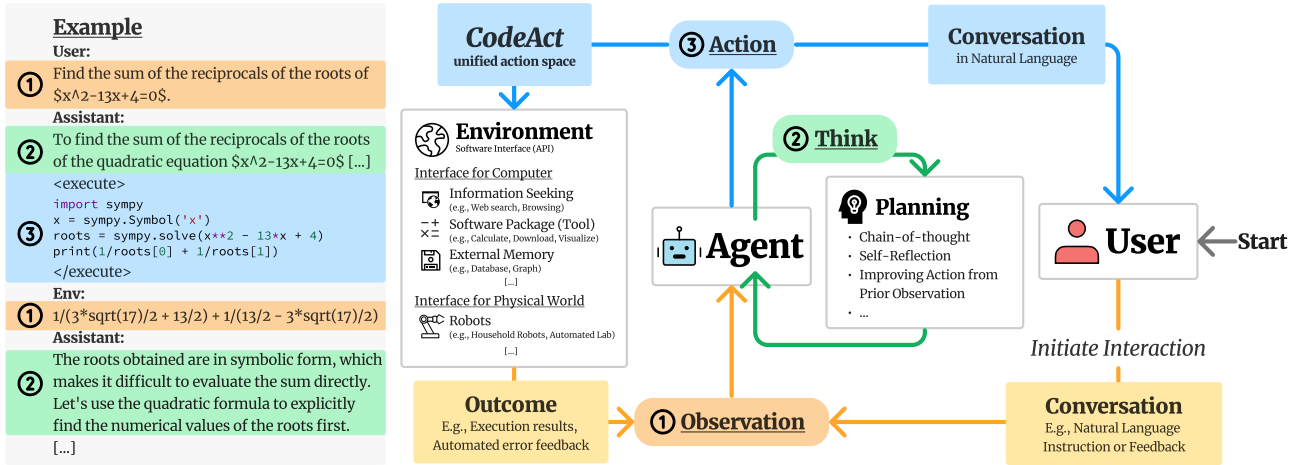 Example
User:
① Find the sum of the reciprocals of the roots of
$x^2-13x+4=0$.
Assistant:
② To find the sum of the reciprocals of the roots
of the quadratic equation $x^2-13x+4=0$ [...]
<execute>
③ import sympy
x = sympy.Symbol('x')
roots = sympy.solve(x**2 - 13*x + 4)
print(1/roots[0] + 1/roots[1])
</execute>
Env:
① 1/(3*sqrt(17)/2 + 13/2) + 1/(13/2 - 3*sqrt(17)/2)
Assistant:
② The roots obtained are in symbolic form, which
makes it difficult to evaluate the sum directly.
Let's use the quadratic formula to explicitly
find the numerical values of the roots first.
[...]
CodeAct
unified action space
③ Action
Conversation
in Natural Language
Environment
Software Interface (API)
Interface for Computer
Information Seeking
(e.g., Web search, Browsing)
Software Package (Tool)
(e.g., Calculate, Download, Visualize)
External Memory
(e.g., Database, Graph)
[...]
Interface for Physical World
Robots
(e.g., Household Robots, Automated Lab)
[...]
② Think
Agent
Planning
· Chain-of-thought
· Self-Reflection
· Improving Action from
Prior Observation
· ...
User
Start
Initiate Interaction
Outcome
E.g., Execution results,
Automated error feedback
① Observation
Conversation
E.g., Natural Language
Instruction or Feedback